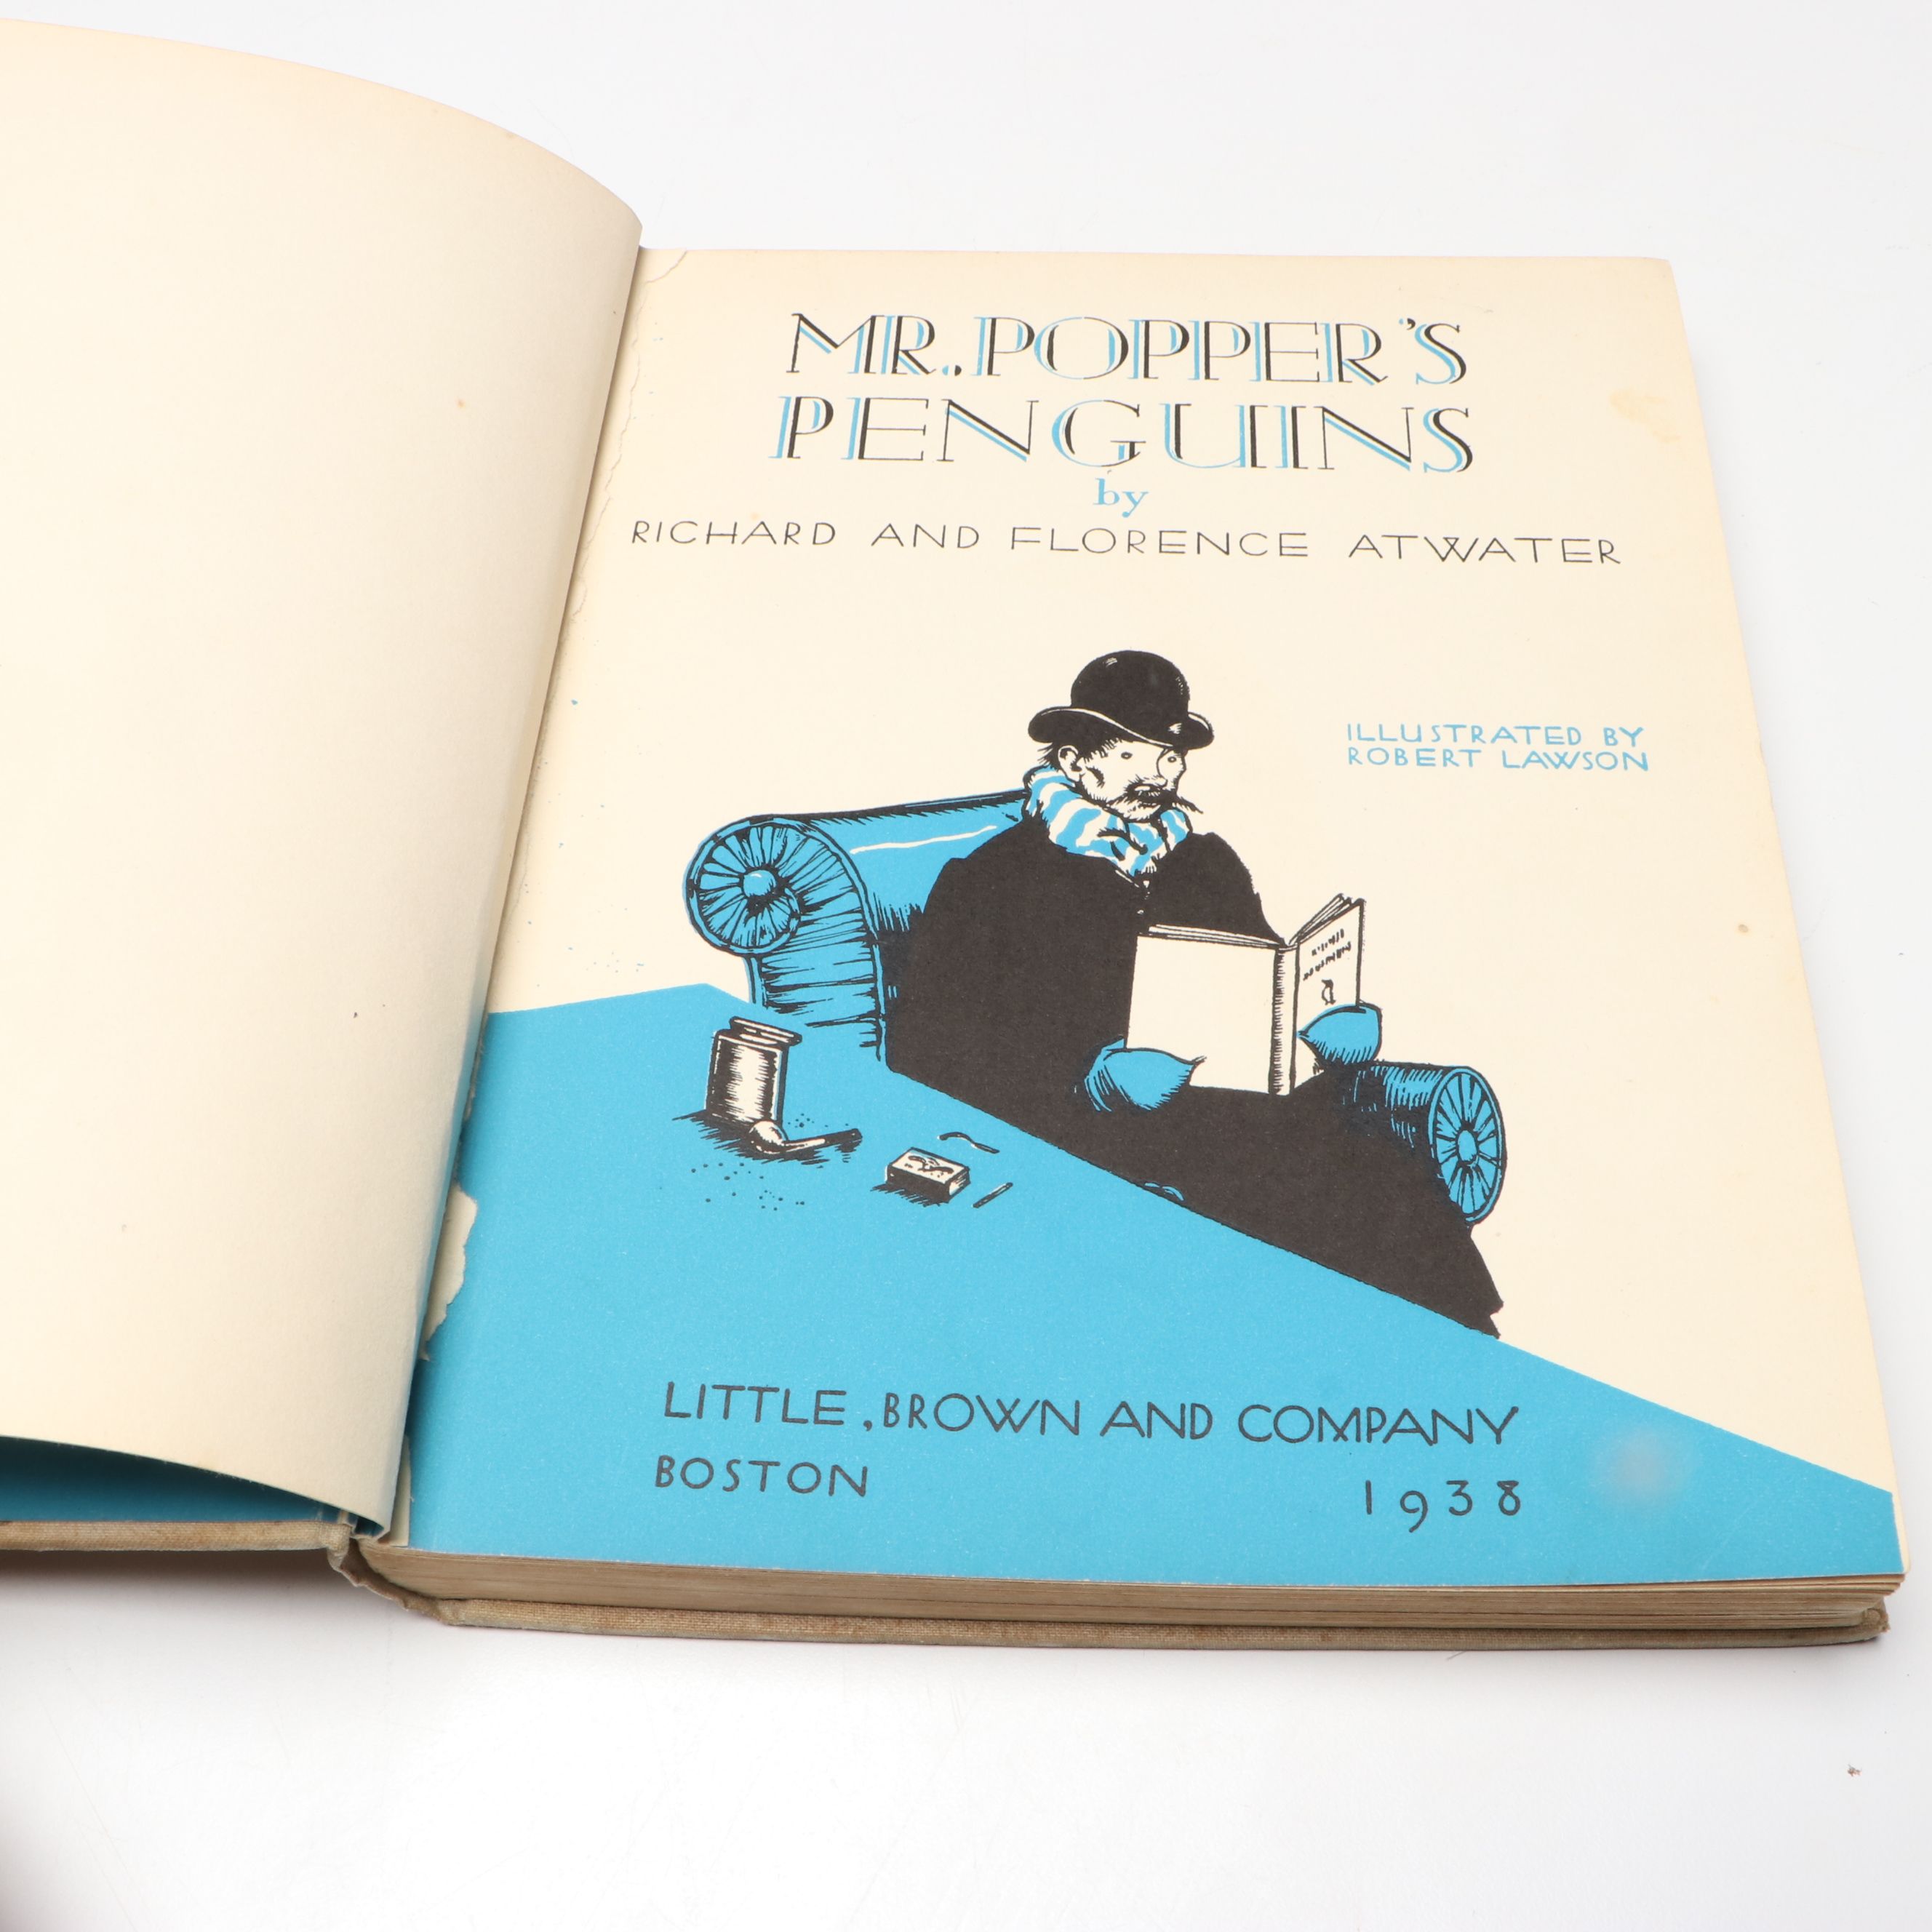 MR. POPPER'S
PENGUINS
by
RICHARD AND FLORENCE ATWATER
ILLUSTRATED BY
ROBERT LAWSON
LITTLE, BROWN AND COMPANY
BOSTON 1938